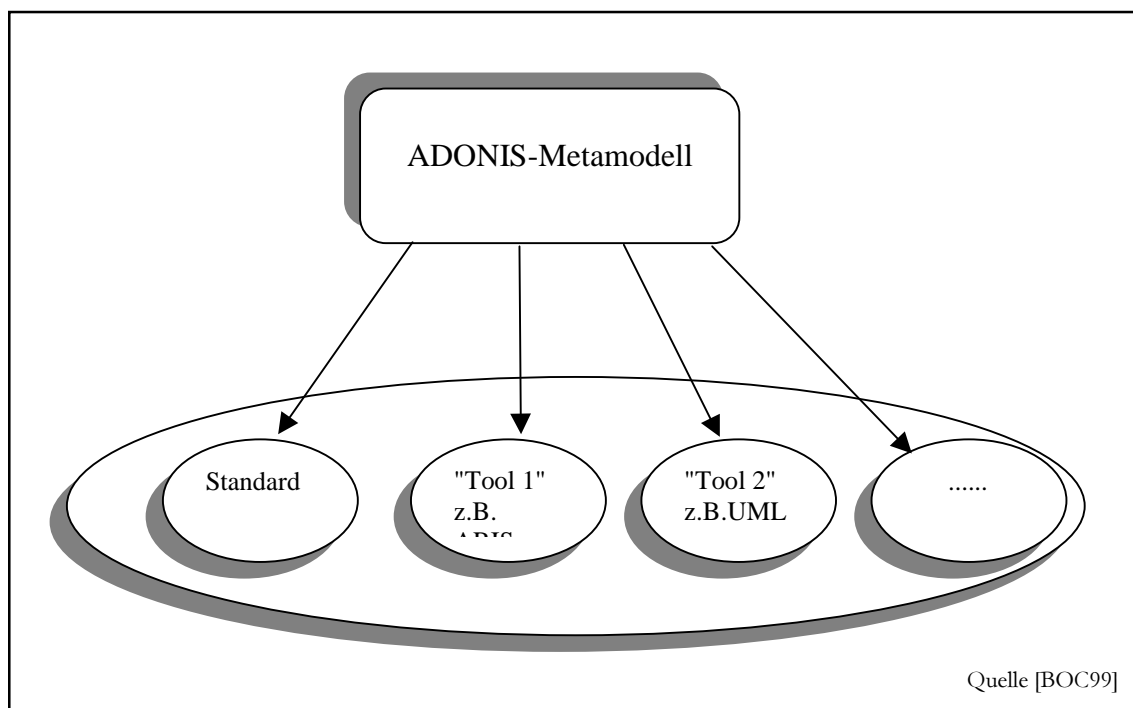 ADONIS-Metamodell
Standard
"Tool 1"
z.B.
"Tool 2"
z.B.UML
......
Quelle [BOC99]